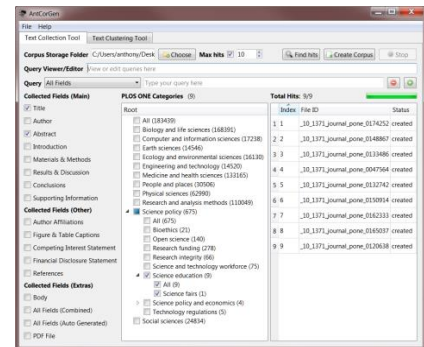 AntCorGen
File Help
Text Collection Tool Text Clustering Tool
Corpus Storage Folder C:/Users/anthony/Desk Choose Max hits 10 Find hits Create Corpus Stop
Query Viewer/Editor View or edit queries here
Query All Fields Type your query here
Collected Fields (Main)
Title
Author
Abstract
Introduction
Materials & Methods
Results & Discussion
Conclusions
Supporting Information
Collected Fields (Other)
Author Affiliations
Figure & Table Captions
Competing Interest Statement
Financial Disclosure Statement
References
Collected Fields (Extras)
Body
All Fields (Combined)
All Fields (Auto Generated)
PDF File
PLOS ONE Categories (9)
Root
All (183439)
Biology and life sciences (168391)
Computer and information sciences (17238)
Earth sciences (14546)
Ecology and environmental sciences (16130)
Engineering and technology (14520)
Medicine and health sciences (133165)
People and places (30506)
Physical sciences (62990)
Research and analysis methods (110049)
Science policy (675)
All (675)
Bioethics (21)
Open science (140)
Research funding (278)
Research integrity (66)
Science and technology workforce (75)
Science education (9)
All (9)
Science fairs (1)
Science policy and economics (4)
Technology regulations (5)
Social sciences (24834)
Total Hits: 9/9
Index File ID Status
1 1 _10_1371_journal_pone_0174252 created
2 2 _10_1371_journal_pone_0148867 created
3 3 _10_1371_journal_pone_0133486 created
4 4 _10_1371_journal_pone_0047564 created
5 5 _10_1371_journal_pone_0132742 created
6 6 _10_1371_journal_pone_0150914 created
7 7 _10_1371_journal_pone_0162333 created
8 8 _10_1371_journal_pone_0165037 created
9 9 _10_1371_journal_pone_0120638 created